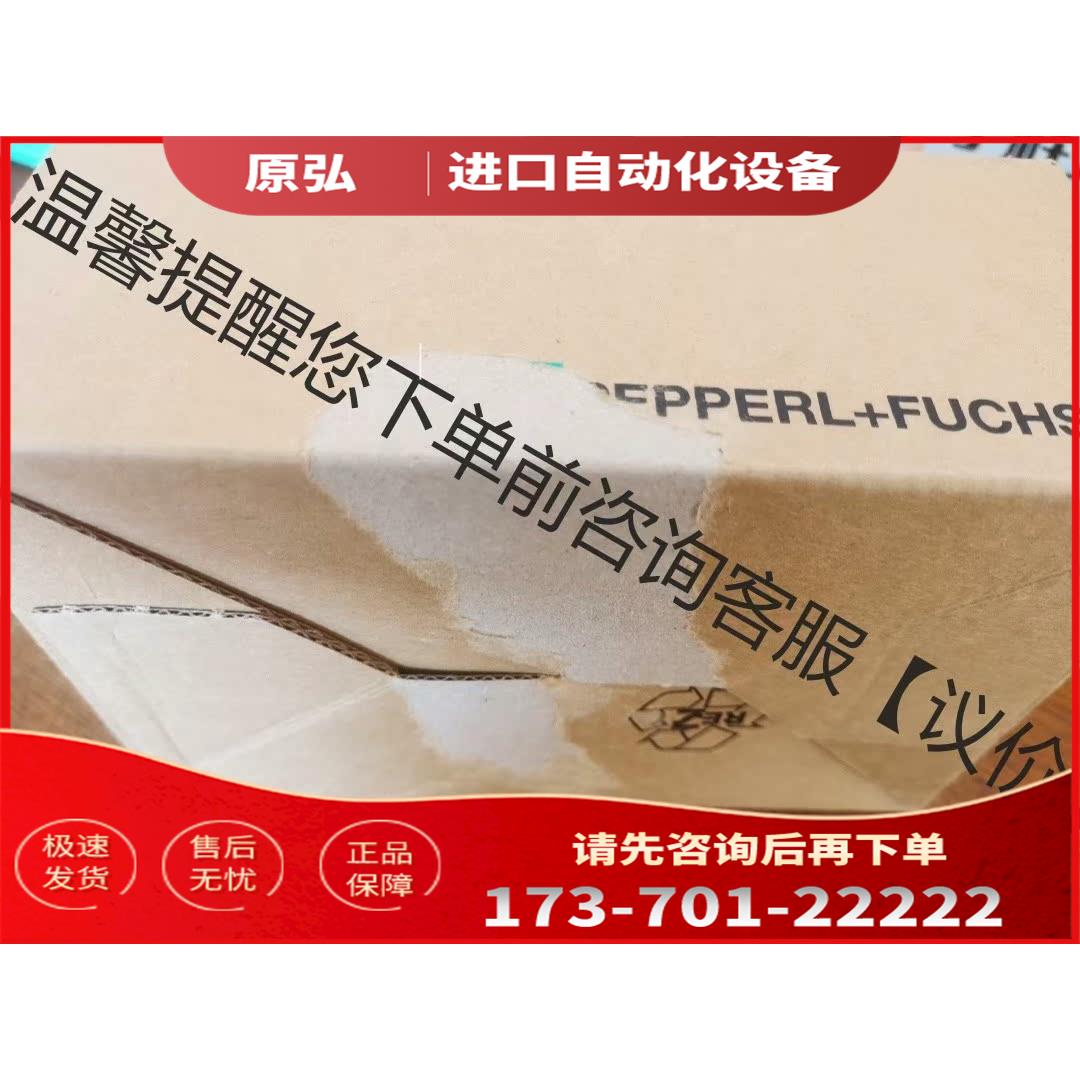 原弘 进口自动化设备
温馨提醒您下单前咨询客服【议价
PEPPERL+FUCHS
RESY
极速
发货
售后
无忧
正品
保障
请先咨询后再下单
173-701-22222